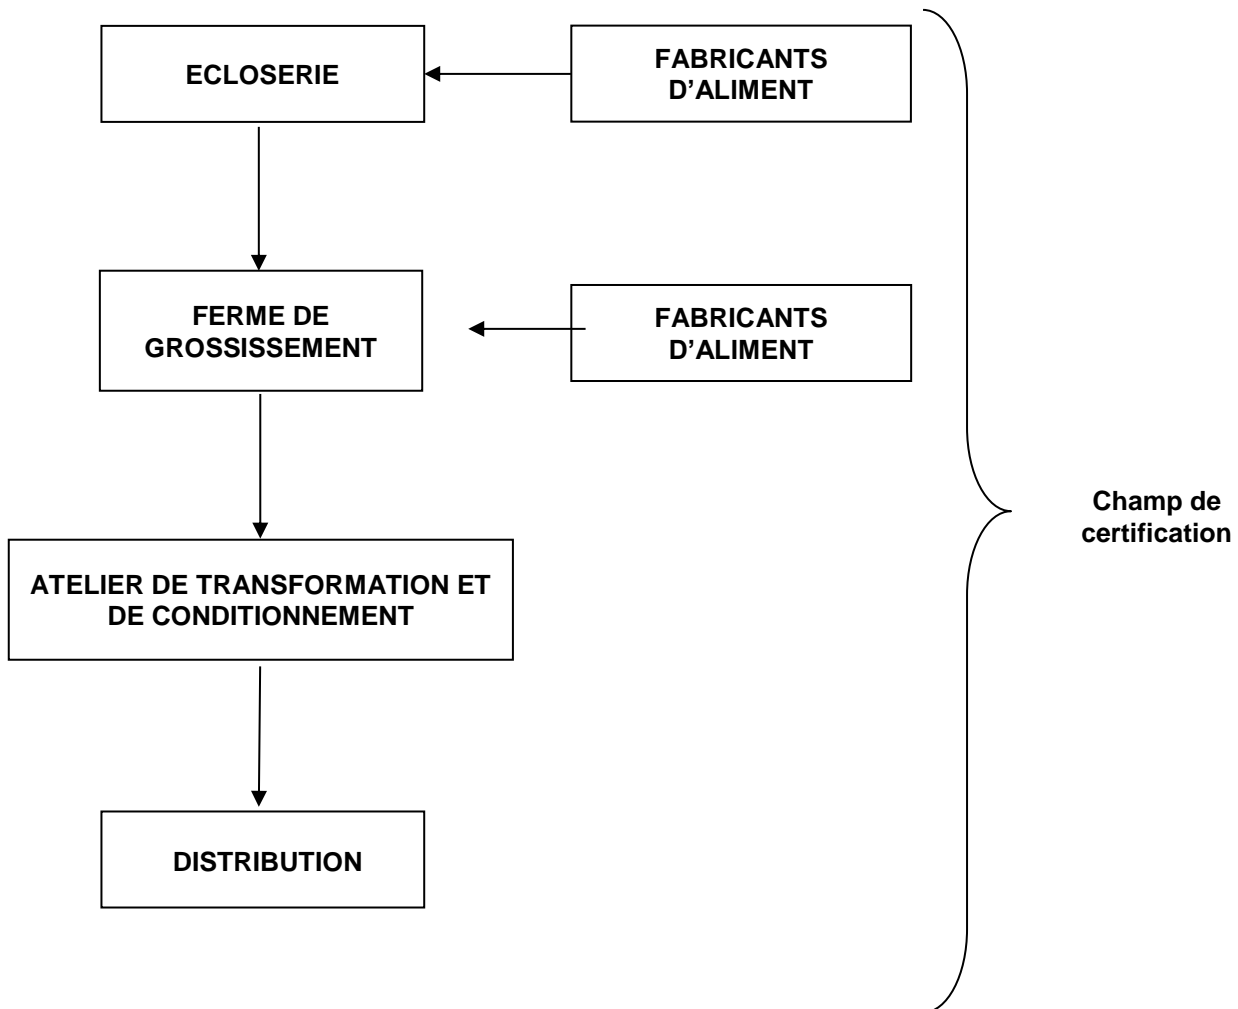 ECLOSERIE
FABRICANTS
D’ALIMENT
FERME DE
GROSSISSEMENT
FABRICANTS
D’ALIMENT
Champ de
certification
ATELIER DE TRANSFORMATION ET
DE CONDITIONNEMENT
DISTRIBUTION